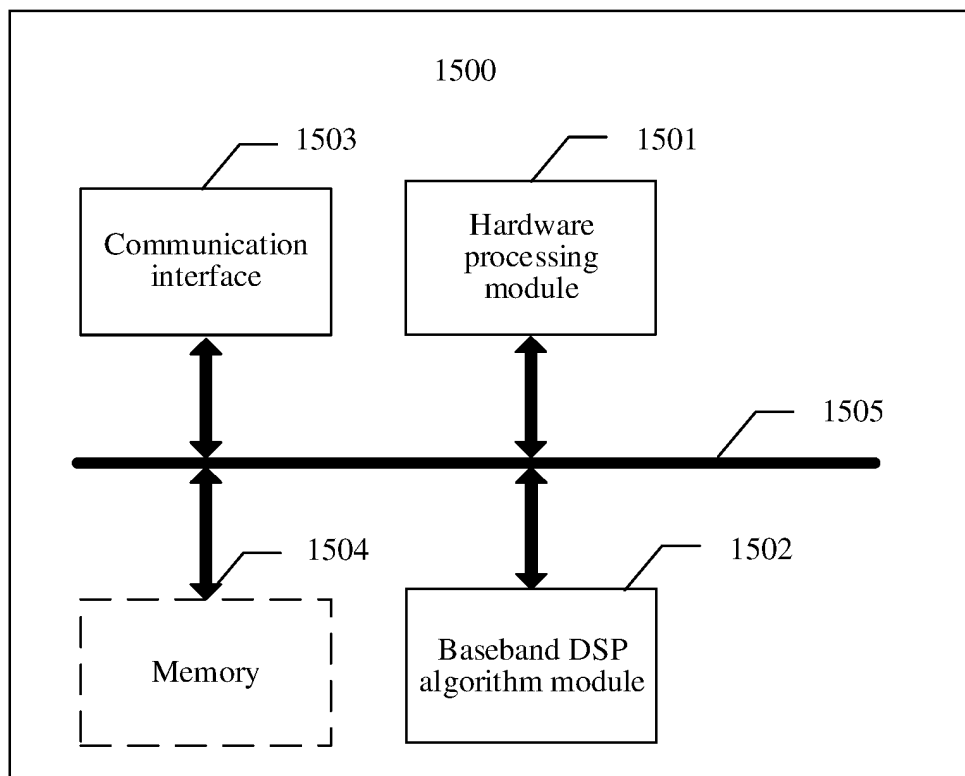 1500
1503
1501
Communication
interface
Hardware
processing
module
1505
1504
1502
Memory
Baseband DSP
algorithm module